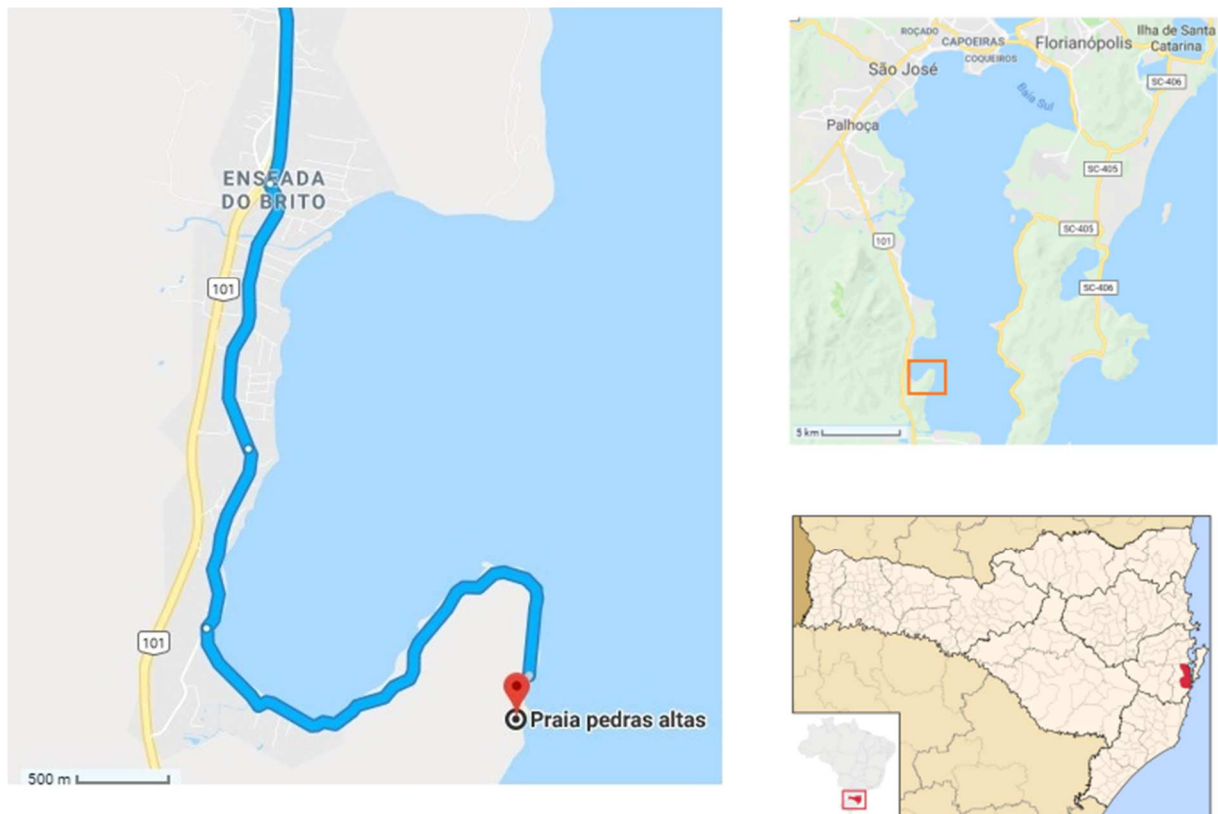 ENSEADA
DO BRITO
101
101
Praia pedras altas
500 m
ROÇADO
CAPOEIRAS
COQUEIROS
Florianópolis
Ilha de Santa
Catarina
São José
SC-406
Baía Sul
Palhoça
SC-405
SC-405
101
SC-406
5 km